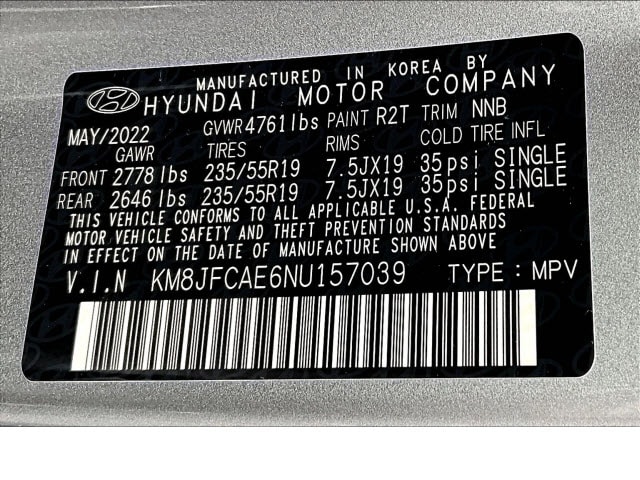 MANUFACTURED IN KOREA BY
HYUNDAI MOTOR COMPANY
MAY/2022 GVWR 4761lbs PAINT R2T TRIM NNB
GAWR TIRES RIMS COLD TIRE INFL
FRONT 2778 lbs 235/55R19 7.5JX19 35psi SINGLE
REAR 2646 lbs 235/55R19 7.5JX19 35psi SINGLE
THIS VEHICLE CONFORMS TO ALL APPLICABLE U.S.A. FEDERAL
MOTOR VEHICLE SAFETY AND THEFT PREVENTION STANDARDS
IN EFFECT ON THE DATE OF MANUFACTURE SHOWN ABOVE
V.I.N KM8JFCAE6NU157039 TYPE : MPV